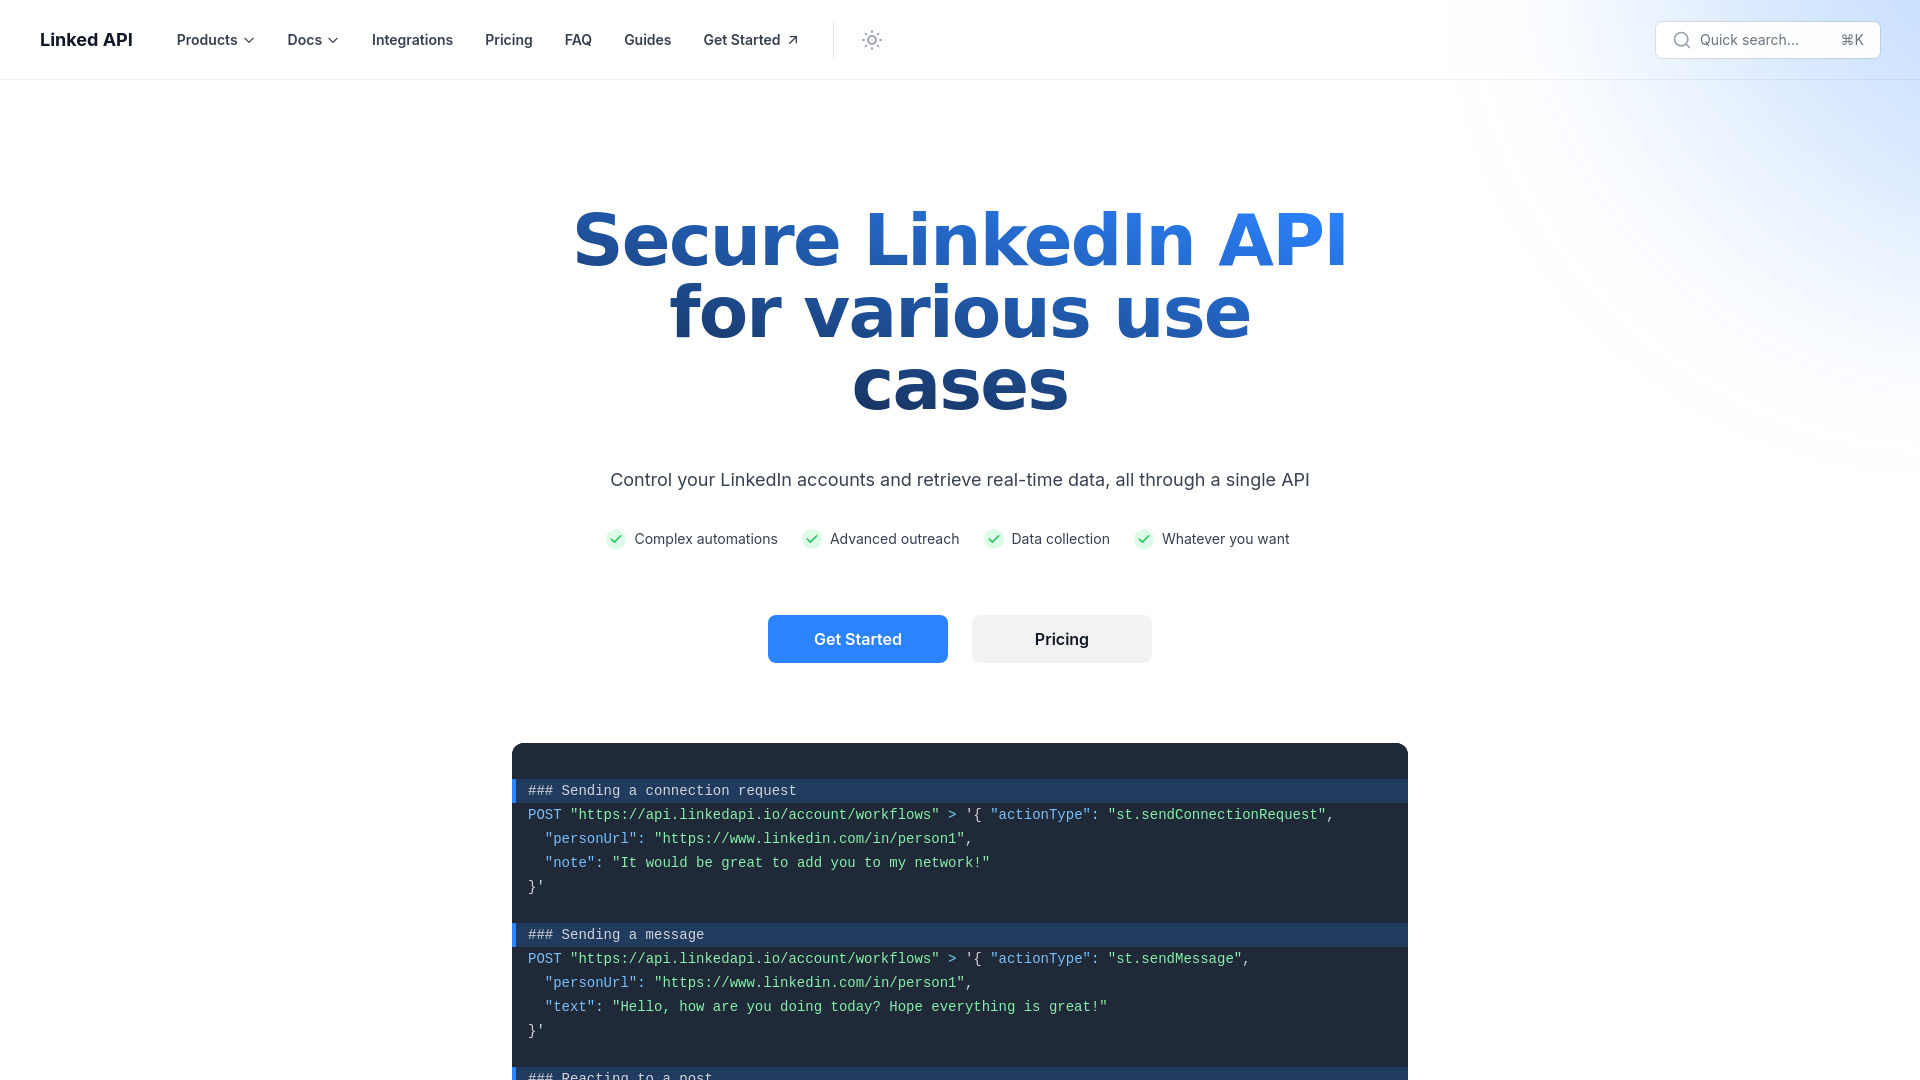 Linked API
Products
Docs
Integrations
Pricing
FAQ
Guides
Get Started
Quick search...
⌘K
Secure LinkedIn API
for various use
cases
Control your LinkedIn accounts and retrieve real-time data, all through a single API
Complex automations
Advanced outreach
Data collection
Whatever you want
Get Started
Pricing
### Sending a connection request
POST "https://api.linkedapi.io/account/workflows" > '{ "actionType": "st.sendConnectionRequest",
"personUrl": "https://www.linkedin.com/in/person1",
"note": "It would be great to add you to my network!"
}'
### Sending a message
POST "https://api.linkedapi.io/account/workflows" > '{ "actionType": "st.sendMessage",
"personUrl": "https://www.linkedin.com/in/person1",
"text": "Hello, how are you doing today? Hope everything is great!"
}'
### Reacting to a post